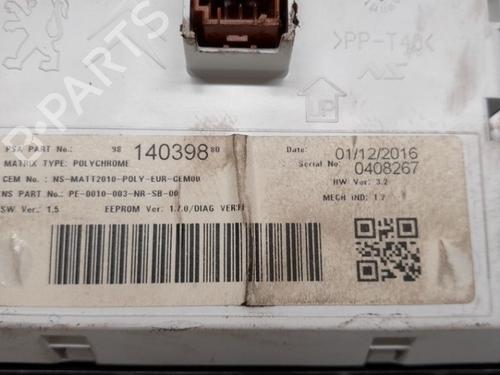 >PP-T40<
NS
P
PSA PART No.: 98 140398 80
MATRIX TYPE: POLYCHROME
CEM No.: NS-MATT2010-POLY-EUR-CEM00
NS PART No.: PE-0010-003-NR-SB-00
SW Ver.: 1.5 EEPROM Ver: 1.7.0/DIAG VER:
Date: 01/12/2016
Serial No: 0408267
HW Ver: 3.2
MECH IND: 1.7
B-Parts